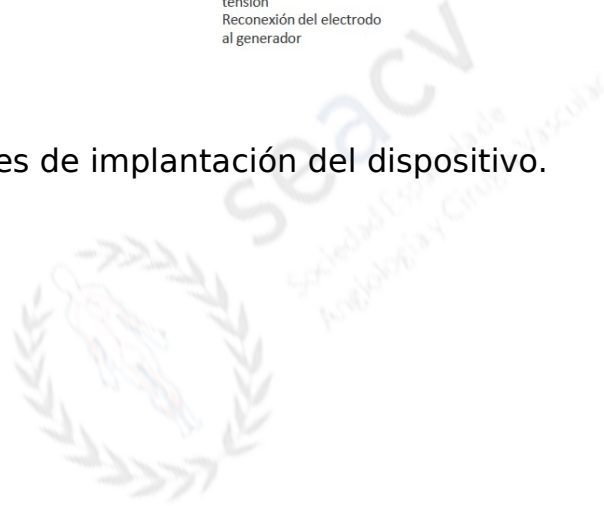 tensión
Reconexión del electrodo
al generador
es de implantación del dispositivo.
seacv
Sociedad Española de
Angiología y Cirugía Vascular